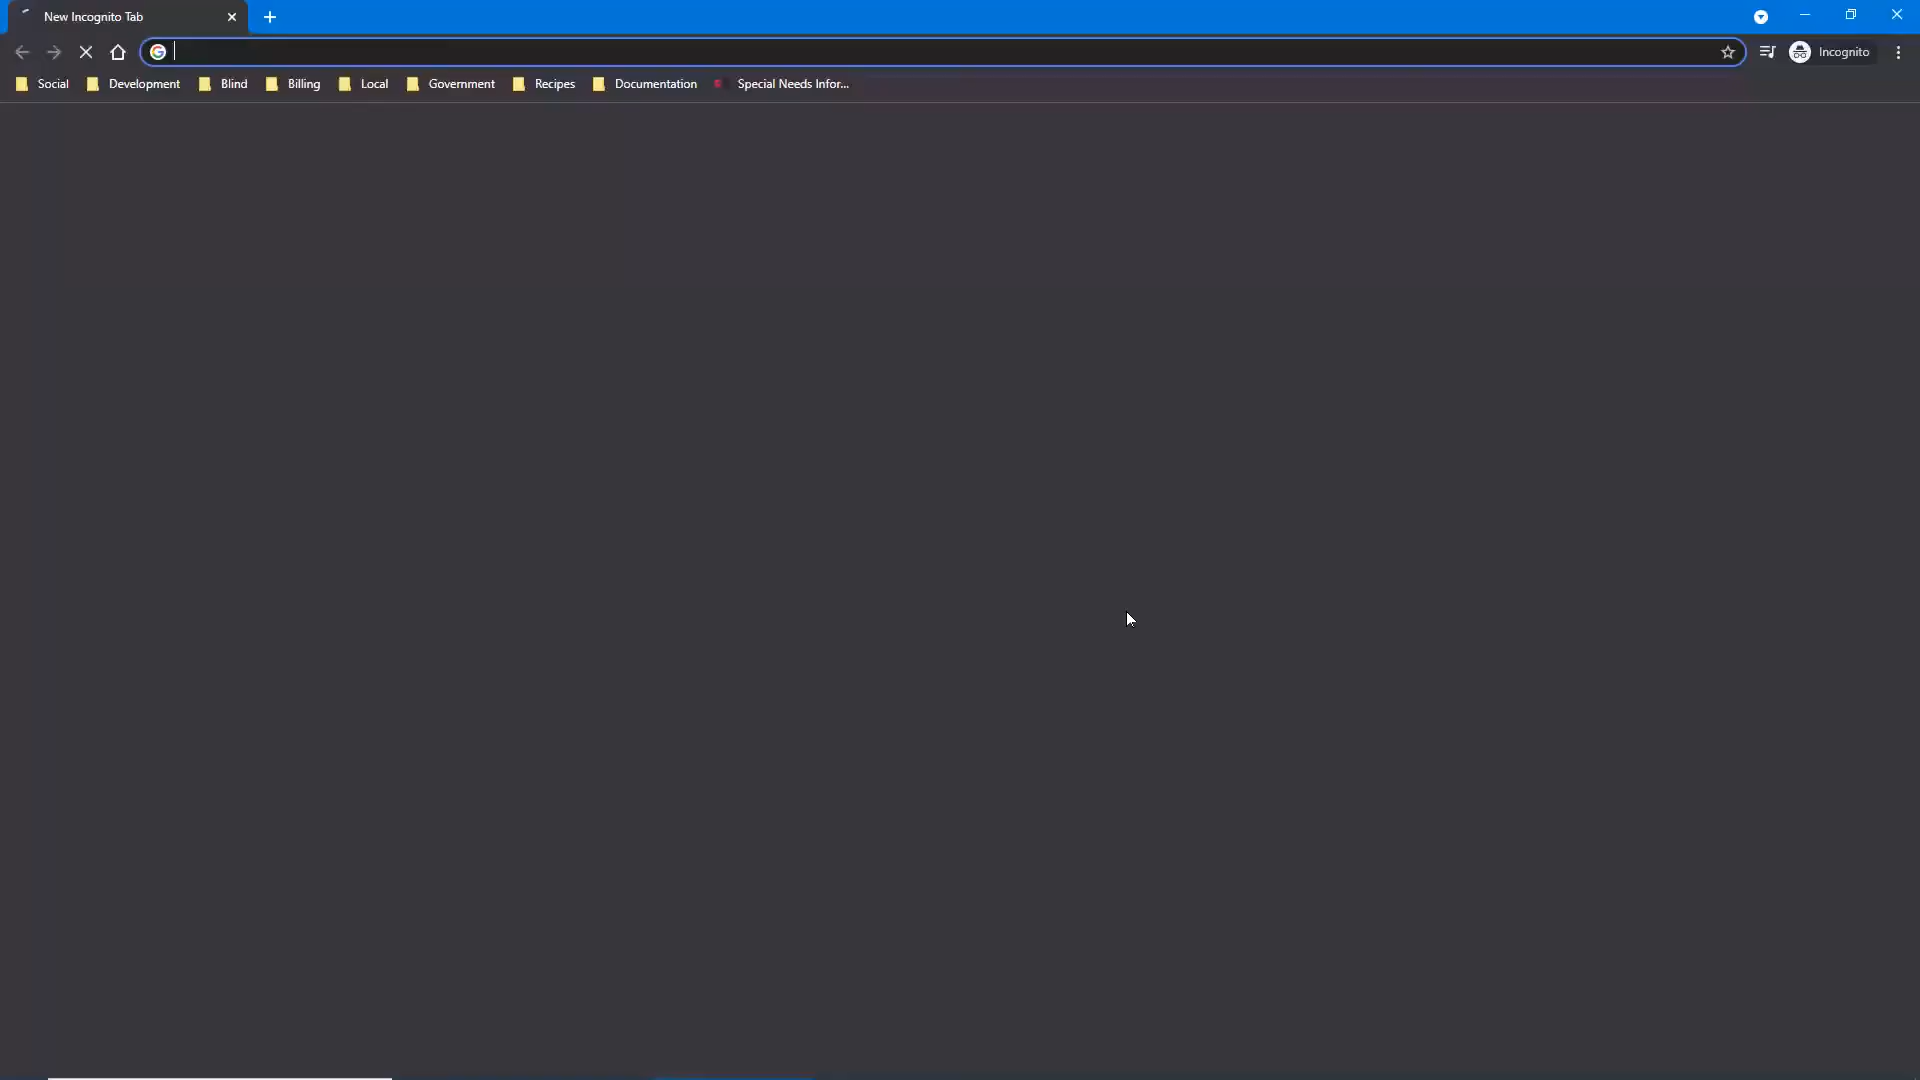 New Incognito Tab
Incognito
Social
Development
Blind
Billing
Local
Government
Recipes
Documentation
Special Needs Infor...